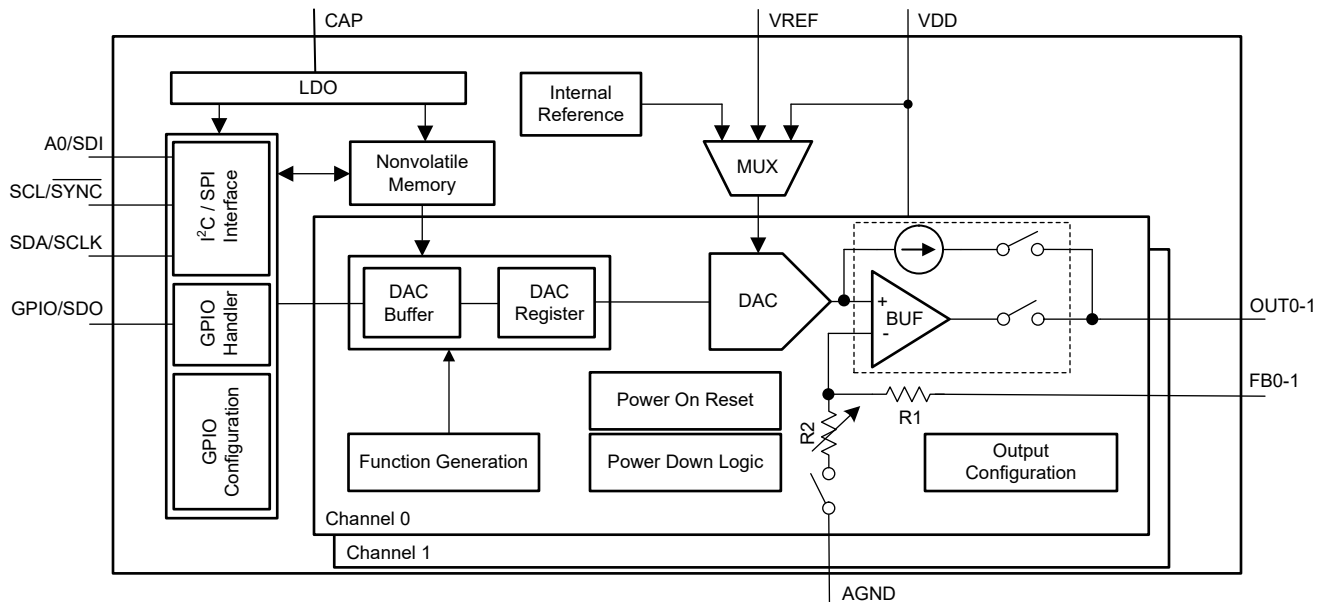 CAP
VREF
VDD
LDO
Internal
Reference
A0/SDI
SCL/SYNC
SDA/SCLK
GPIO/SDO
I²C / SPI
Interface
GPIO
Handler
GPIO
Configuration
Nonvolatile
Memory
MUX
DAC
Buffer
DAC
Register
DAC
+
BUF
-
OUT0-1
FB0-1
R1
R2
Power On Reset
Function Generation
Power Down Logic
Output
Configuration
Channel 0
Channel 1
AGND